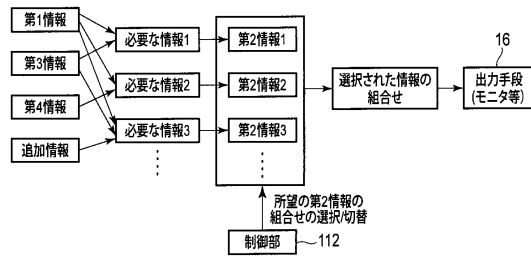 第1情報
第3情報
第4情報
追加情報
必要な情報1
必要な情報2
必要な情報3
第2情報1
第2情報2
第2情報3
選択された情報の
組合せ
16
出力手段
(モニタ等)
所望の第2情報の
組合せの選択/切替
制御部
112